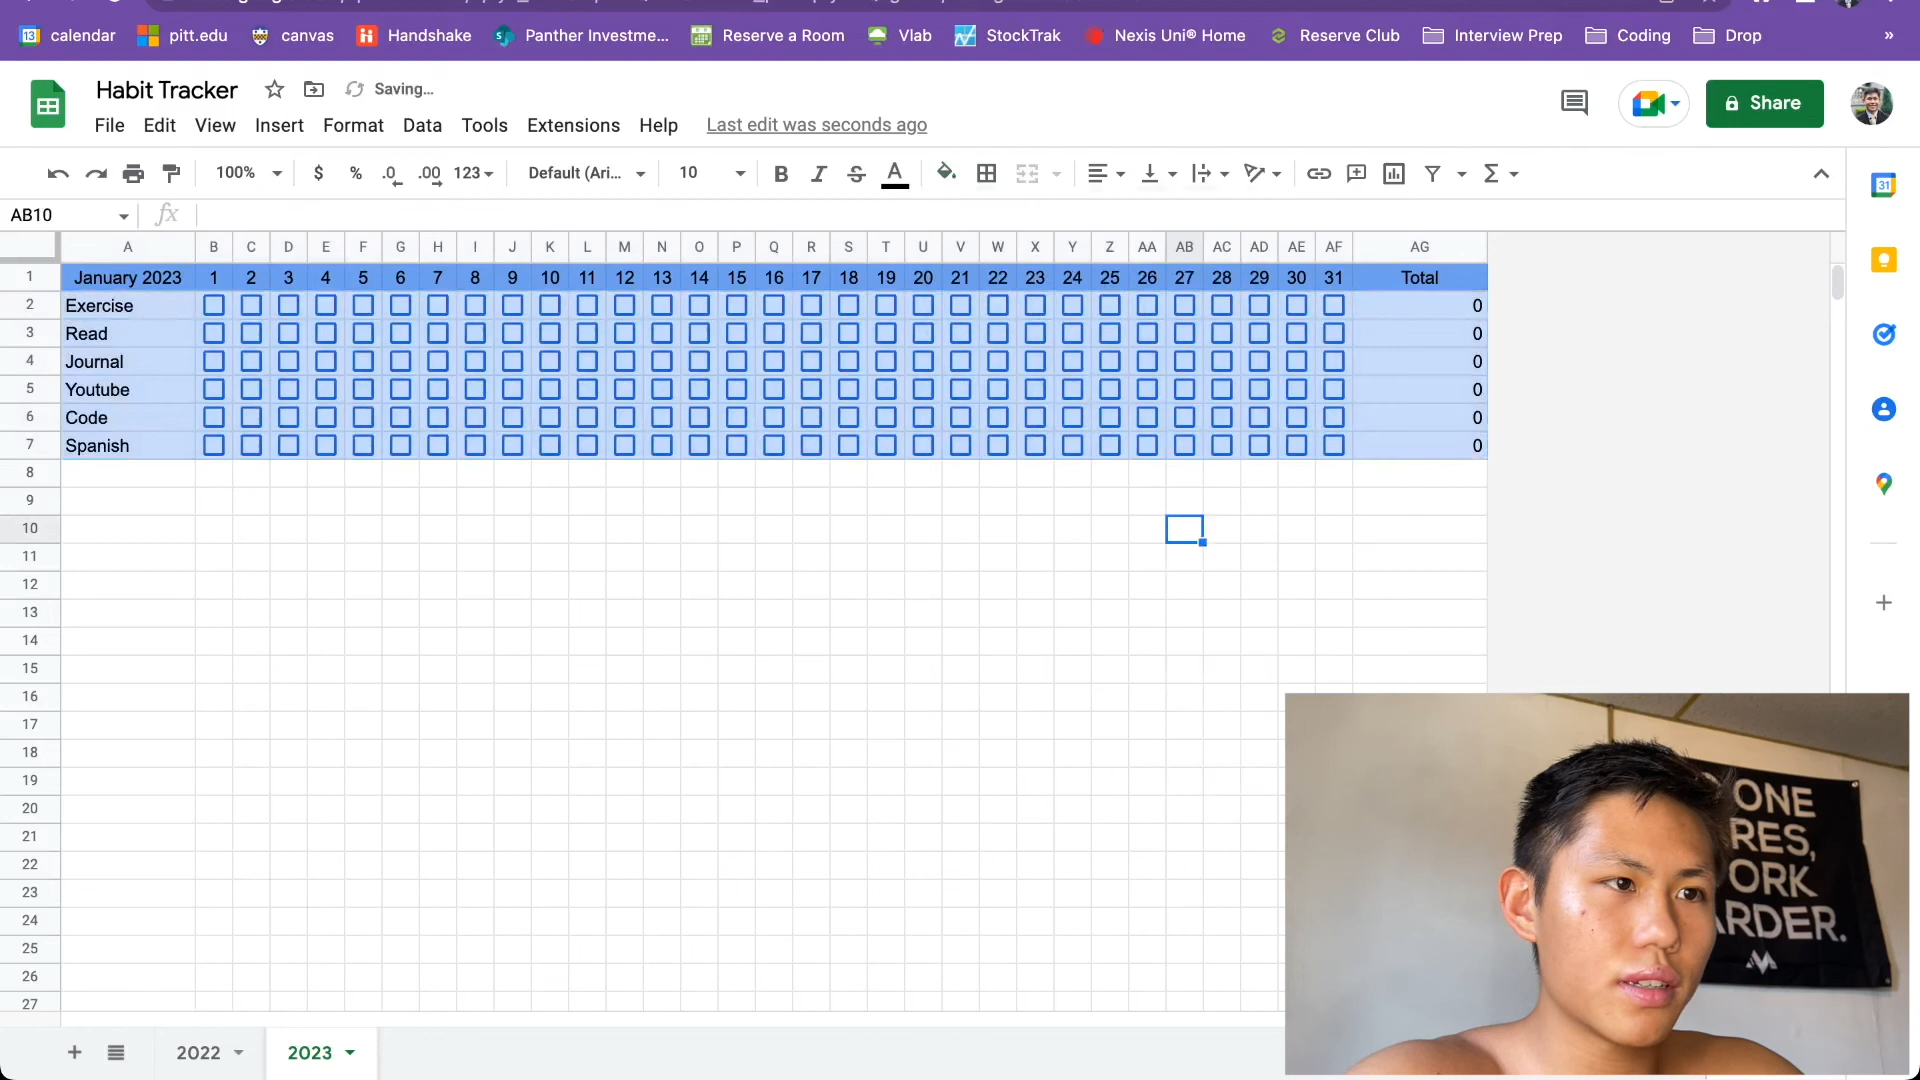 calendar pitt.edu canvas Handshake Panther Investme... Reserve a Room Vlab StockTrak Nexis Uni® Home Reserve Club Interview Prep Coding Drop »
Habit Tracker Saving...
File Edit View Insert Format Data Tools Extensions Help Last edit was seconds ago
Share
100% $ % .0 .00 123 Default (Ari... 10 B I S A Σ
31
AB10 fx
A B C D E F G H I J K L M N O P Q R S T U V W X Y Z AA AB AC AD AE AF AG
1 January 2023 1 2 3 4 5 6 7 8 9 10 11 12 13 14 15 16 17 18 19 20 21 22 23 24 25 26 27 28 29 30 31 Total
2 Exercise 0
3 Read 0
4 Journal 0
5 Youtube 0
6 Code 0
7 Spanish 0
8
9
10
11
12
13
14
15
16
17
18
19
20
21
22
23
24
25
26
27
ONE
RES,
ORK
ARDER.
2022 2023